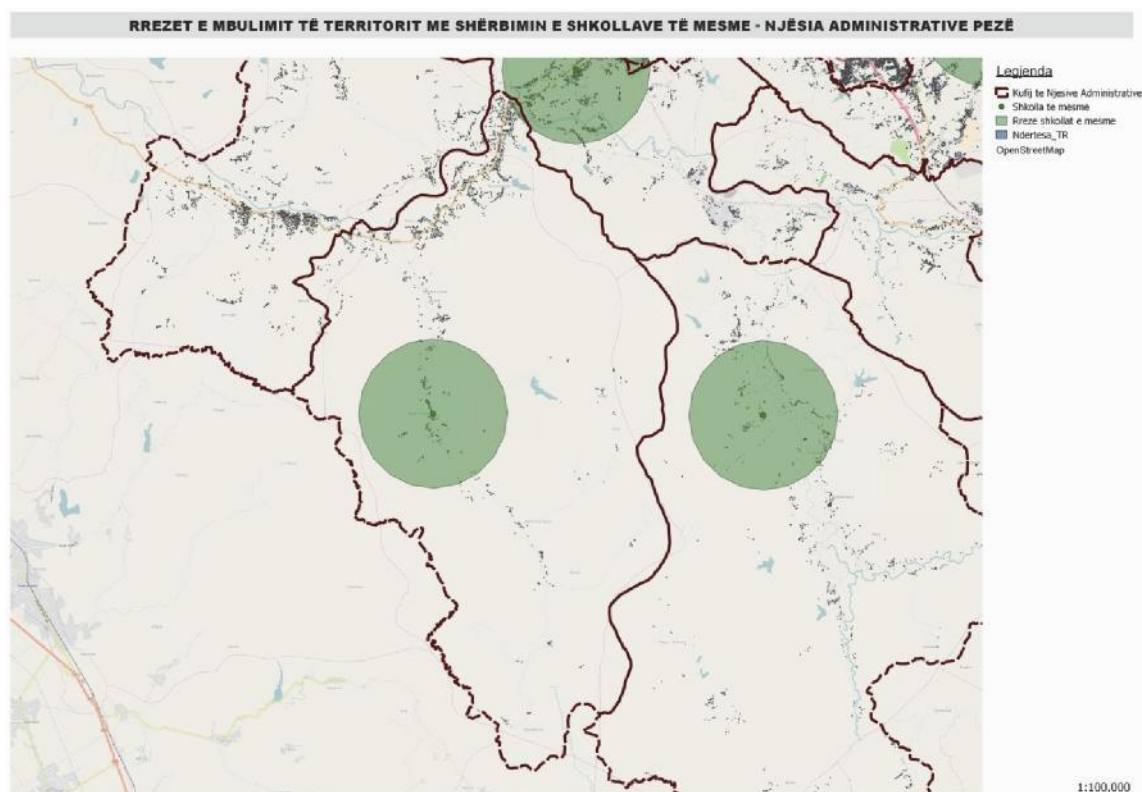 RREZET E MBULIMIT TË TERRITORIT ME SHËRBIMIN E SHKOLLAVE TË MESME - NJËSIA ADMINISTRATIVE PEZË
Legjenda
Kufij te Njesive Administrative
Shkolla te mesme
Rreze shkollat e mesme
Ndertesa_TR
OpenStreetMap
1:100.000